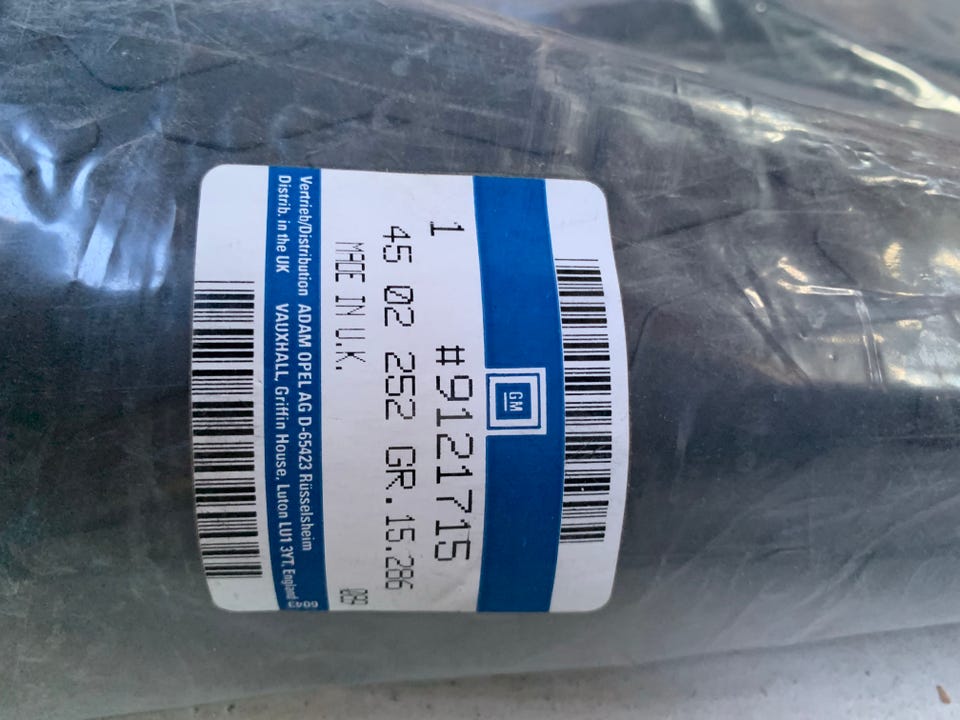 GM
1 #9121715
45 02 252 GR.15.286
MADE IN U.K. 039
Vertrieb/Distribution ADAM OPEL AG D-65423 Rüsselsheim
Distrib. in the UK VAUXHALL, Griffin House, Luton LU1 3YT, England